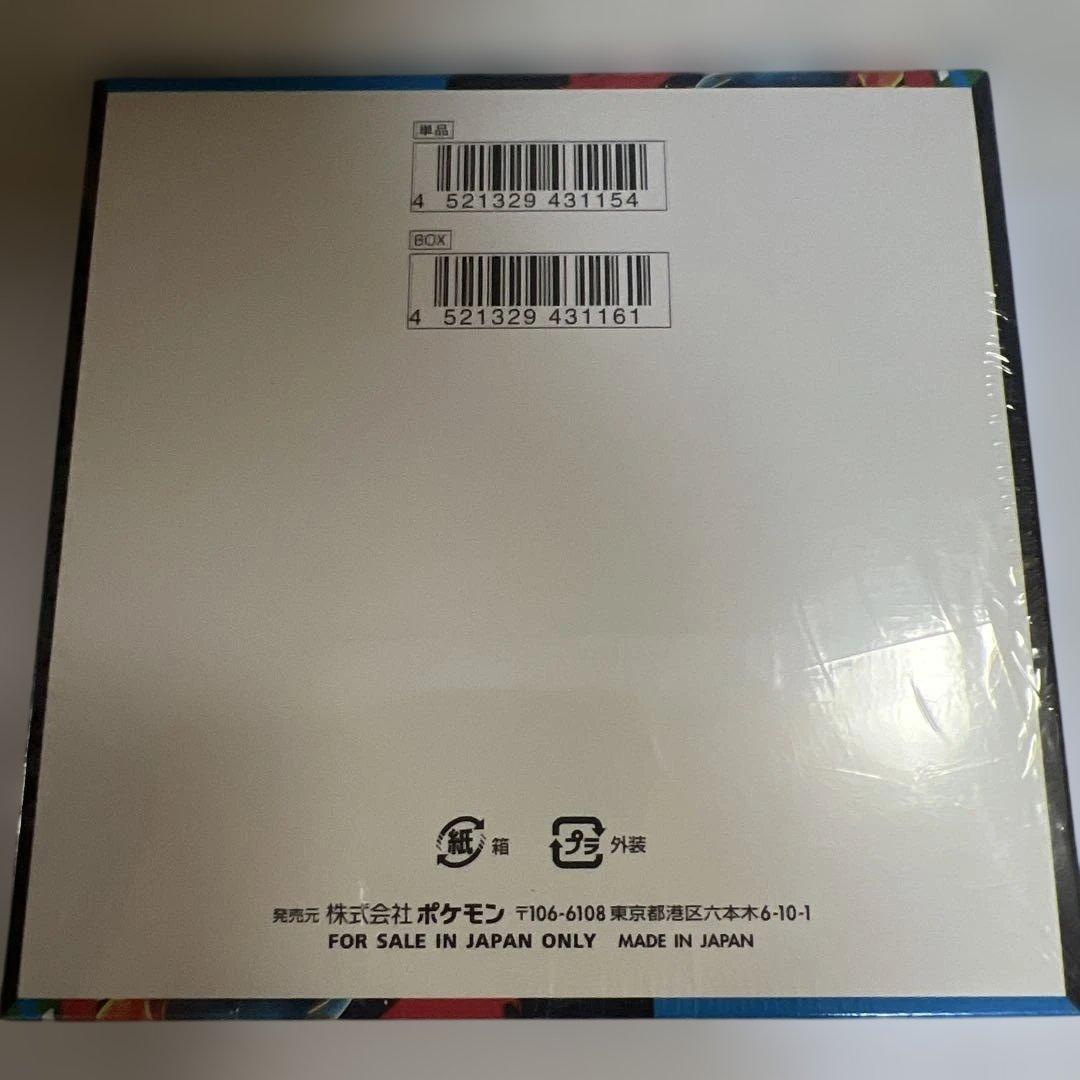 単品
4 521329 431154
BOX
4 521329 431161
紙 箱 プラ 外装
発売元 株式会社 ポケモン 〒106-6108 東京都港区六本木6-10-1
FOR SALE IN JAPAN ONLY MADE IN JAPAN